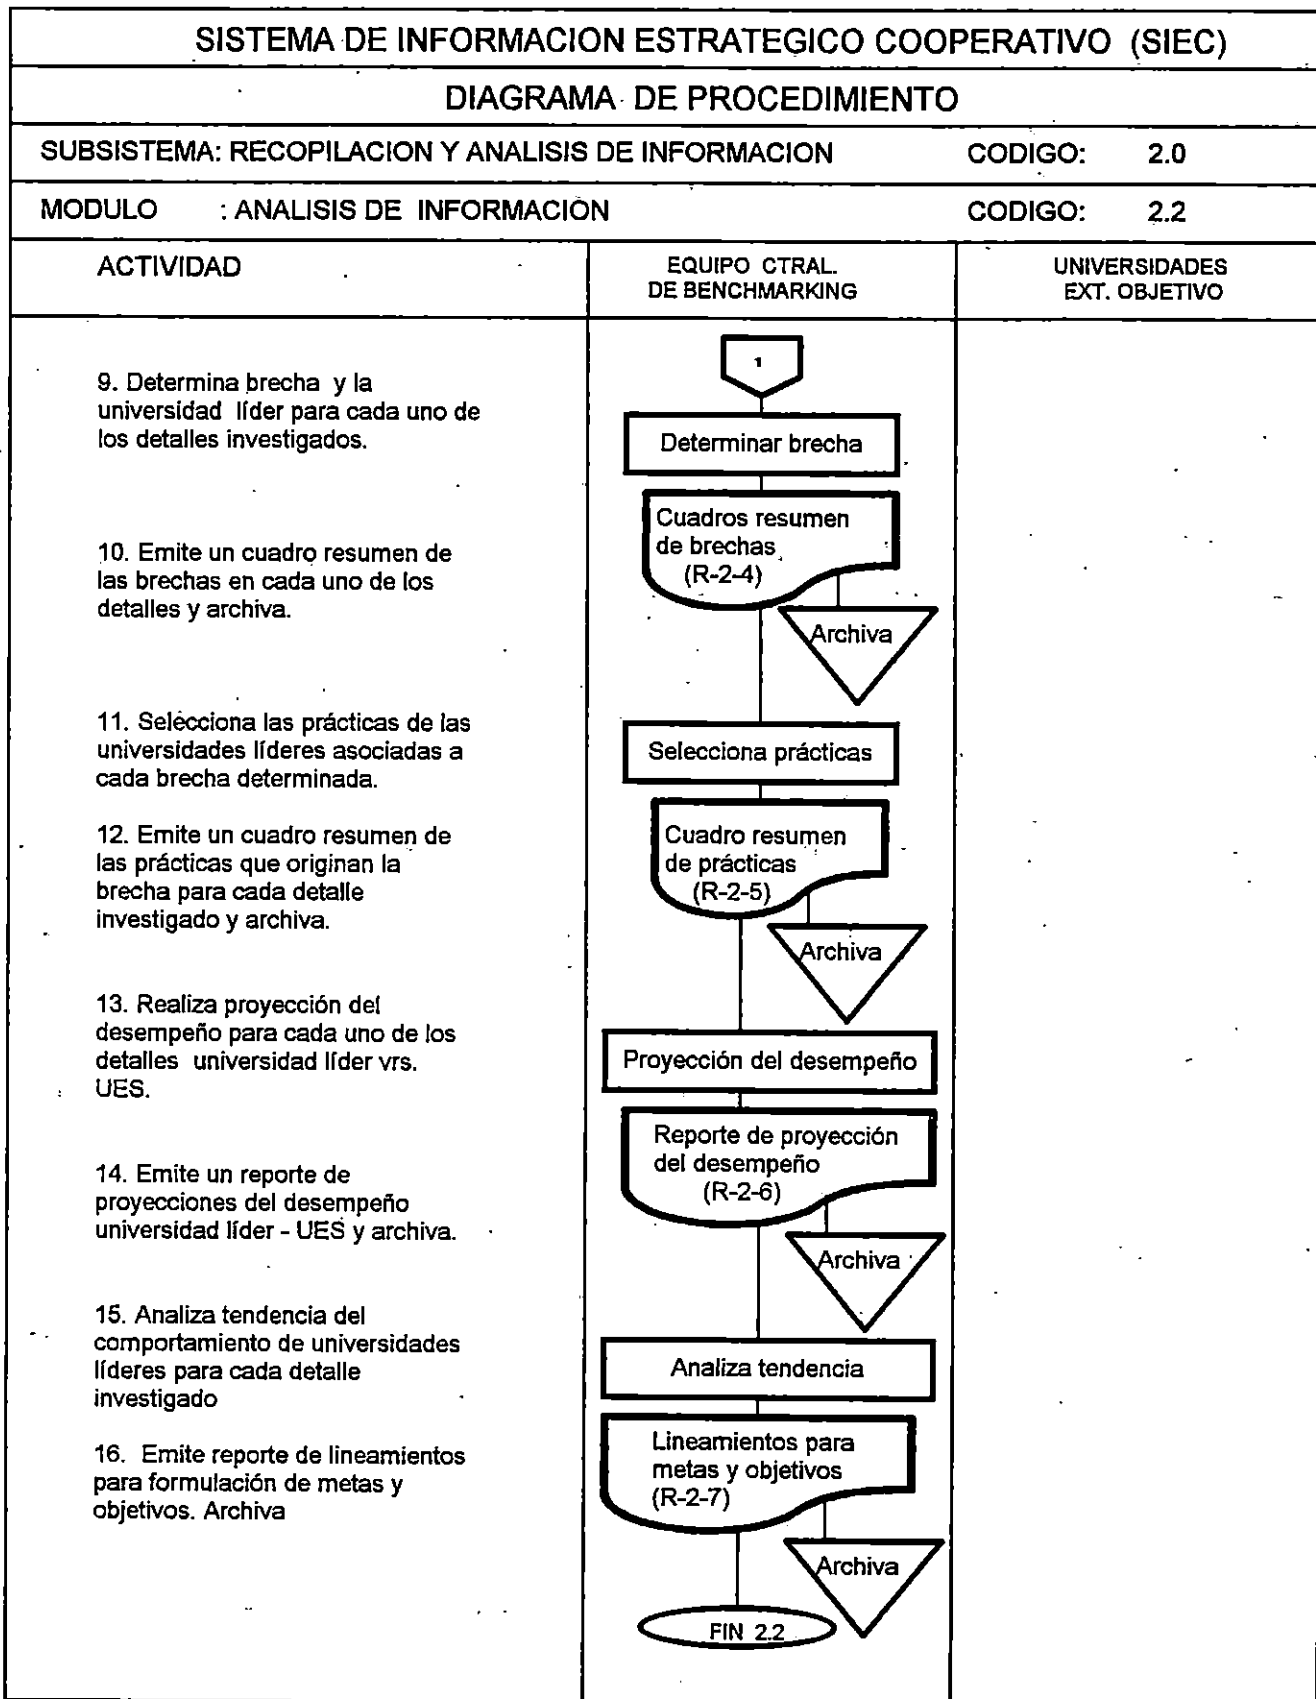 SISTEMA DE INFORMACION ESTRATEGICO COOPERATIVO (SIEC)
DIAGRAMA DE PROCEDIMIENTO
SUBSISTEMA: RECOPILACION Y ANALISIS DE INFORMACION CODIGO: 2.0
MODULO : ANALISIS DE INFORMACION CODIGO: 2.2
ACTIVIDAD
EQUIPO CTRAL.
DE BENCHMARKING
UNIVERSIDADES
EXT. OBJETIVO
9. Determina brecha y la
universidad líder para cada uno de
los detalles investigados.
10. Emite un cuadro resumen de
las brechas en cada uno de los
detalles y archiva.
11. Selecciona las prácticas de las
universidades líderes asociadas a
cada brecha determinada.
12. Emite un cuadro resumen de
las prácticas que originan la
brecha para cada detalle
investigado y archiva.
13. Realiza proyección del
desempeño para cada uno de los
detalles universidad líder vrs.
UES.
14. Emite un reporte de
proyecciones del desempeño
universidad líder - UES y archiva.
15. Analiza tendencia del
comportamiento de universidades
líderes para cada detalle
investigado
16. Emite reporte de lineamientos
para formulación de metas y
objetivos. Archiva
1
Determinar brecha
Cuadros resumen
de brechas
(R-2-4)
Archiva
Selecciona prácticas
Cuadro resumen
de prácticas
(R-2-5)
Archiva
Proyección del desempeño
Reporte de proyección
del desempeño
(R-2-6)
Archiva
Analiza tendencia
Lineamientos para
metas y objetivos
(R-2-7)
Archiva
FIN 2.2